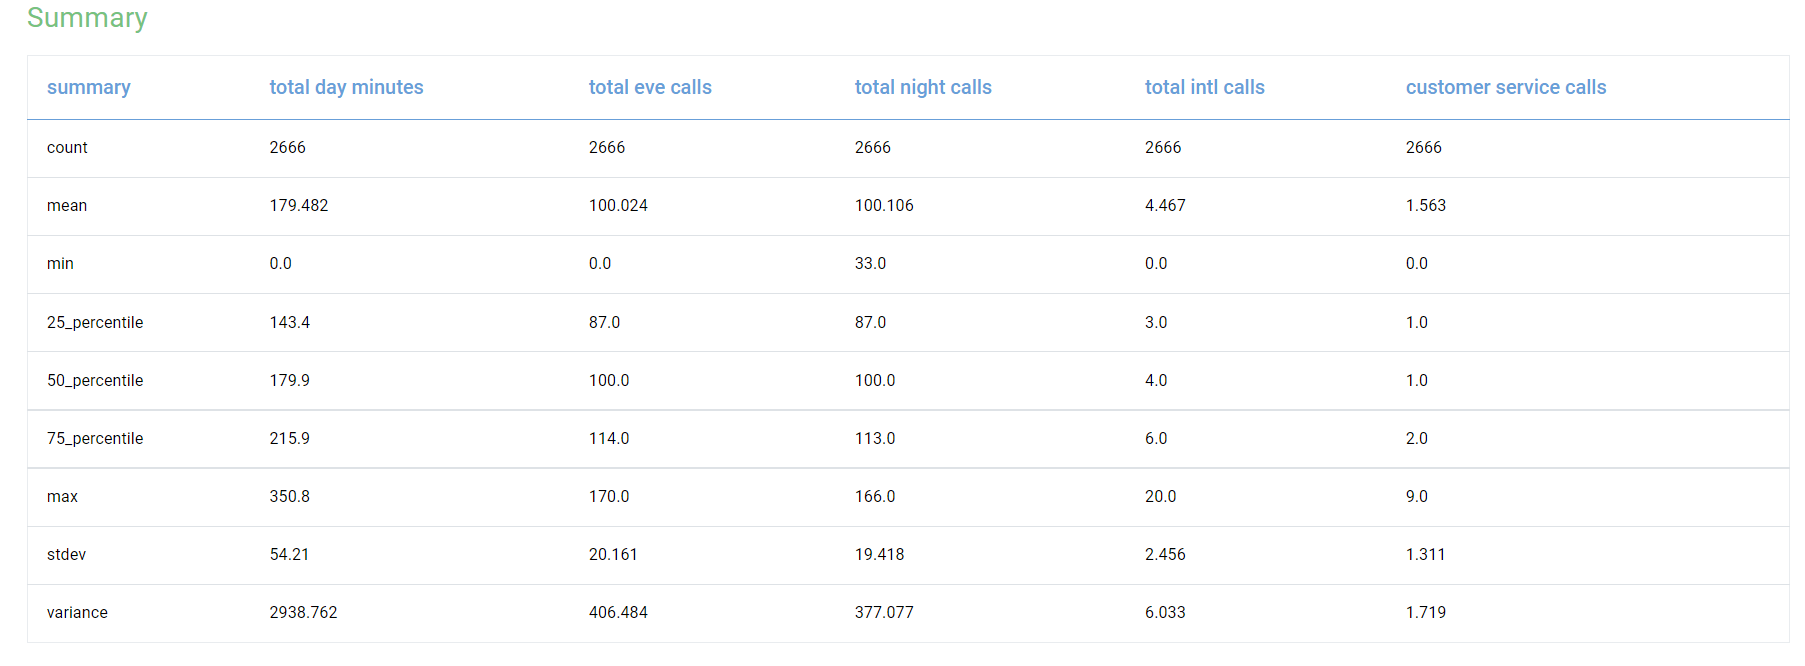 Summary
summary total day minutes total eve calls total night calls total intl calls customer service calls
count 2666 2666 2666 2666 2666
mean 179.482 100.024 100.106 4.467 1.563
min 0.0 0.0 33.0 0.0 0.0
25_percentile 143.4 87.0 87.0 3.0 1.0
50_percentile 179.9 100.0 100.0 4.0 1.0
75_percentile 215.9 114.0 113.0 6.0 2.0
max 350.8 170.0 166.0 20.0 9.0
stdev 54.21 20.161 19.418 2.456 1.311
variance 2938.762 406.484 377.077 6.033 1.719